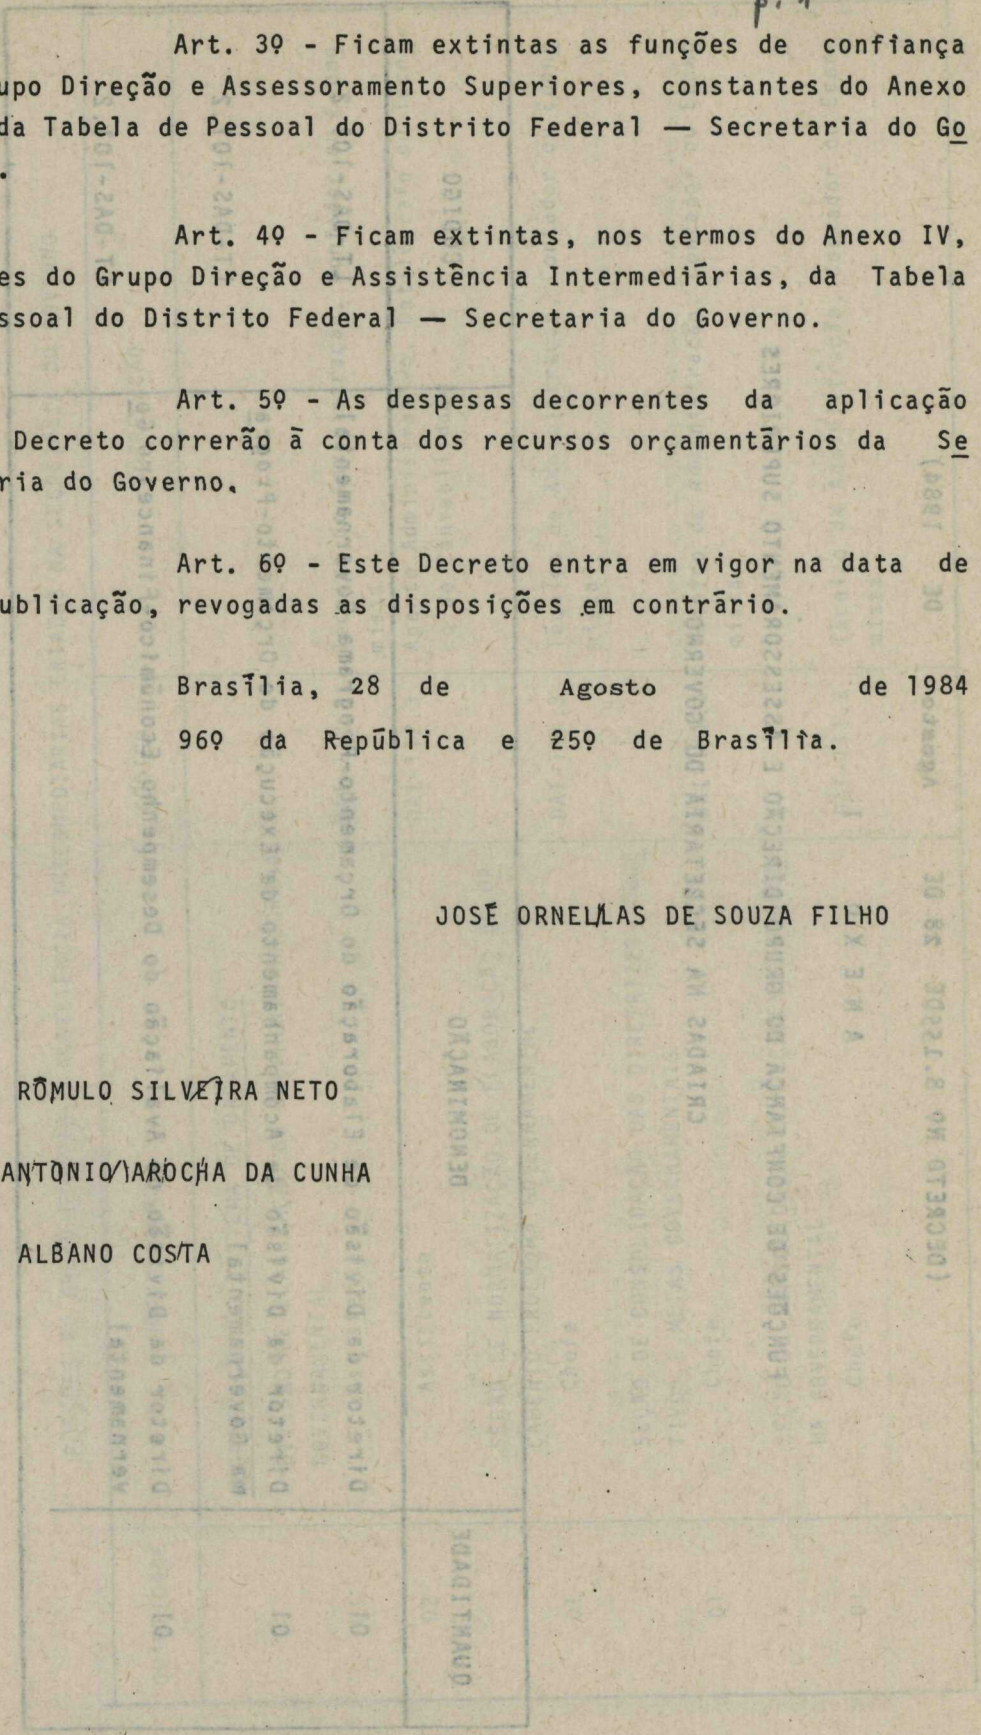 Art. 3º - Ficam extintas as funções de confiança
upo Direção e Assessoramento Superiores, constantes do Anexo
da Tabela de Pessoal do Distrito Federal — Secretaria do Go
.
Art. 4º - Ficam extintas, nos termos do Anexo IV,
es do Grupo Direção e Assistência Intermediárias, da Tabela
ssoal do Distrito Federal — Secretaria do Governo.
Art. 5º - As despesas decorrentes da aplicação
Decreto correrão à conta dos recursos orçamentários da Se
ria do Governo.
Art. 6º - Este Decreto entra em vigor na data de
ublicação, revogadas as disposições em contrário.
Brasília, 28 de Agosto de 1984
96º da República e 25º de Brasília.
JOSÉ ORNELLAS DE SOUZA FILHO
RÔMULO SILVEIRA NETO
ANTONIO AROCHA DA CUNHA
ALBANO COSTA